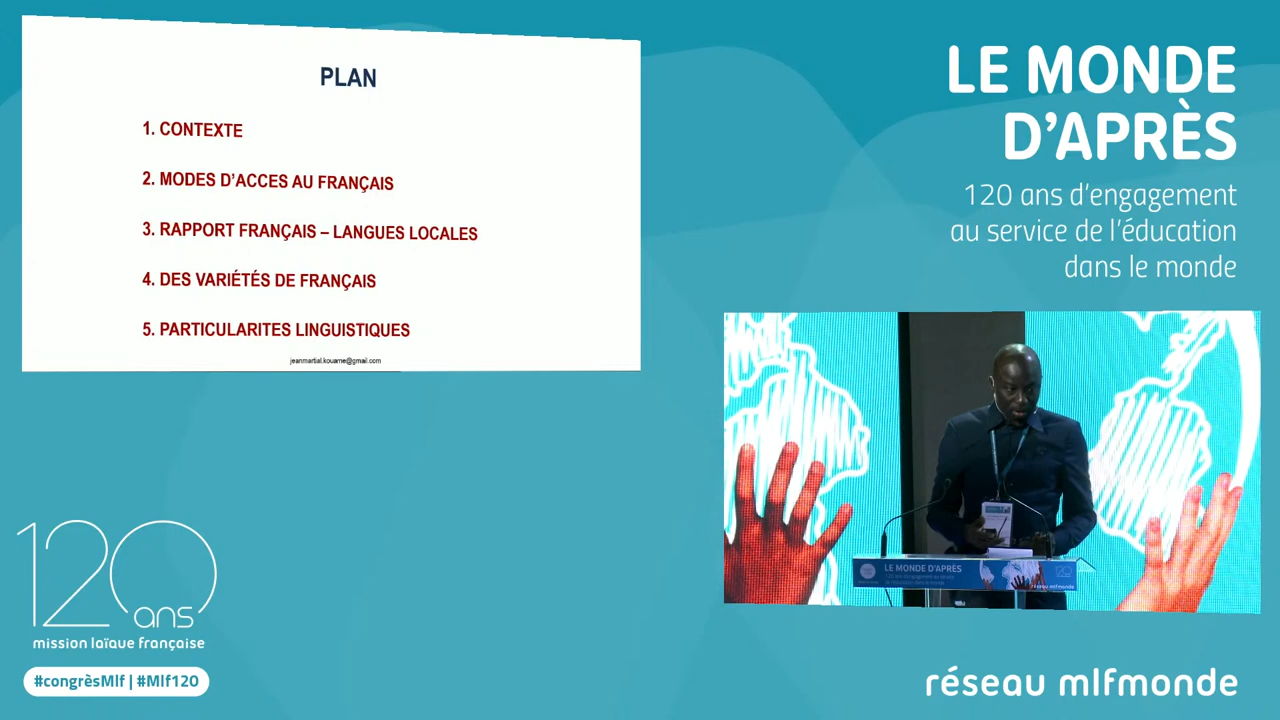 PLAN
1. CONTEXTE
2. MODES D’ACCES AU FRANÇAIS
3. RAPPORT FRANÇAIS – LANGUES LOCALES
4. DES VARIÉTÉS DE FRANÇAIS
5. PARTICULARITES LINGUISTIQUES
jeanmartial.kouame@gmail.com
LE MONDE
D’APRÈS
120 ans d’engagement
au service de l’éducation
dans le monde
LE MONDE D’APRÈS
réseau mlfmonde
120 ans
mission laïque française
#congrèsMlf | #Mlf120
réseau mlfmonde